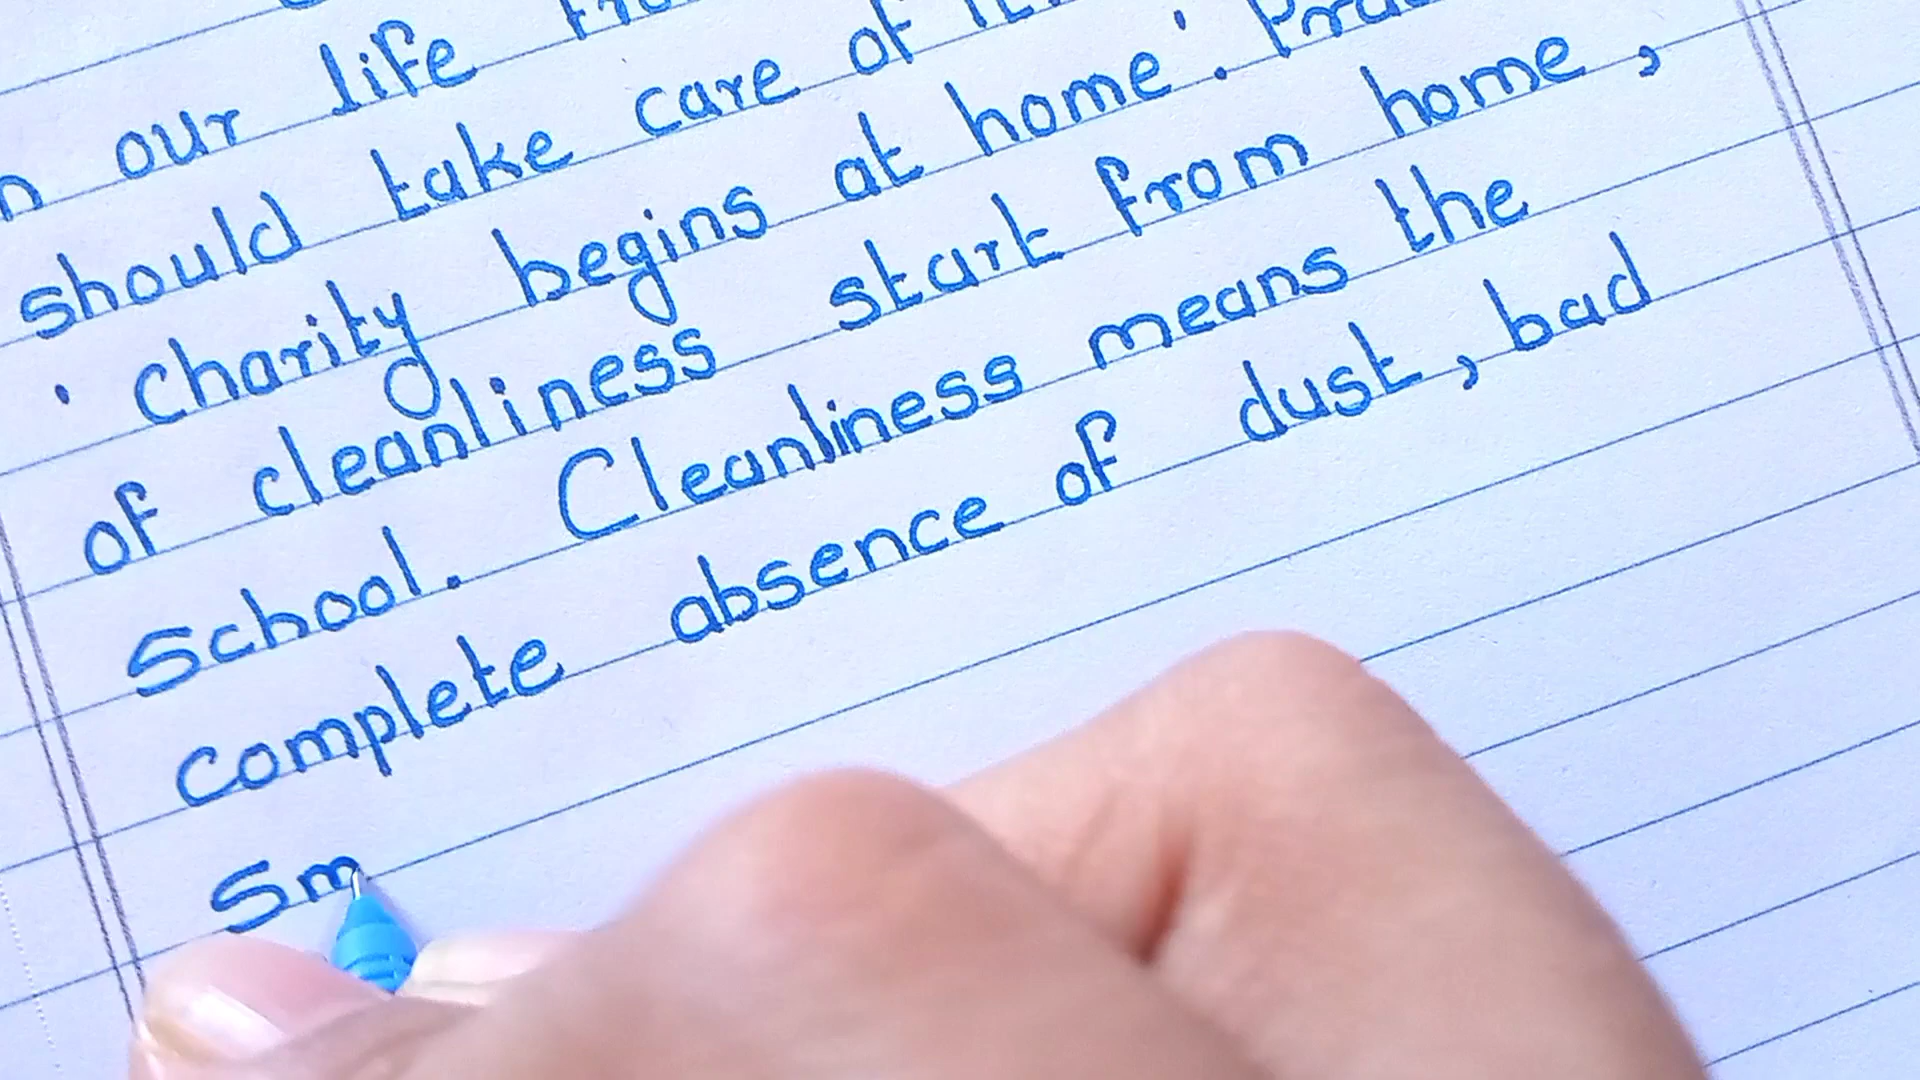 our life
should take care of
'Charity begins at home'.
of cleanliness start from home,
School. Cleanliness means the
complete absence of dust, bad
Sm